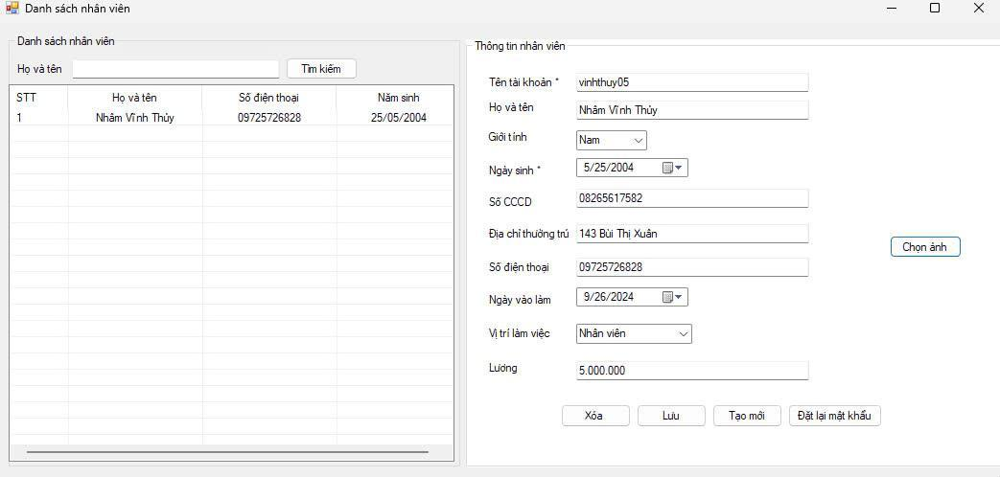 Danh sách nhân viên
Danh sách nhân viên
Họ và tên
Tìm kiếm
STT Họ và tên Số điện thoại Năm sinh
1 Nhâm Vĩnh Thủy 09725726828 25/05/2004
Thông tin nhân viên
Tên tài khoản * vinhthuy05
Họ và tên Nhâm Vĩnh Thủy
Giới tính Nam
Ngày sinh * 5/25/2004
Số CCCD 08265617582
Địa chỉ thường trú 143 Bùi Thị Xuân
Chọn ảnh
Số điện thoại 09725726828
Ngày vào làm 9/26/2024
Vị trí làm việc Nhân viên
Lương 5.000.000
Xóa Lưu Tạo mới Đặt lại mật khẩu